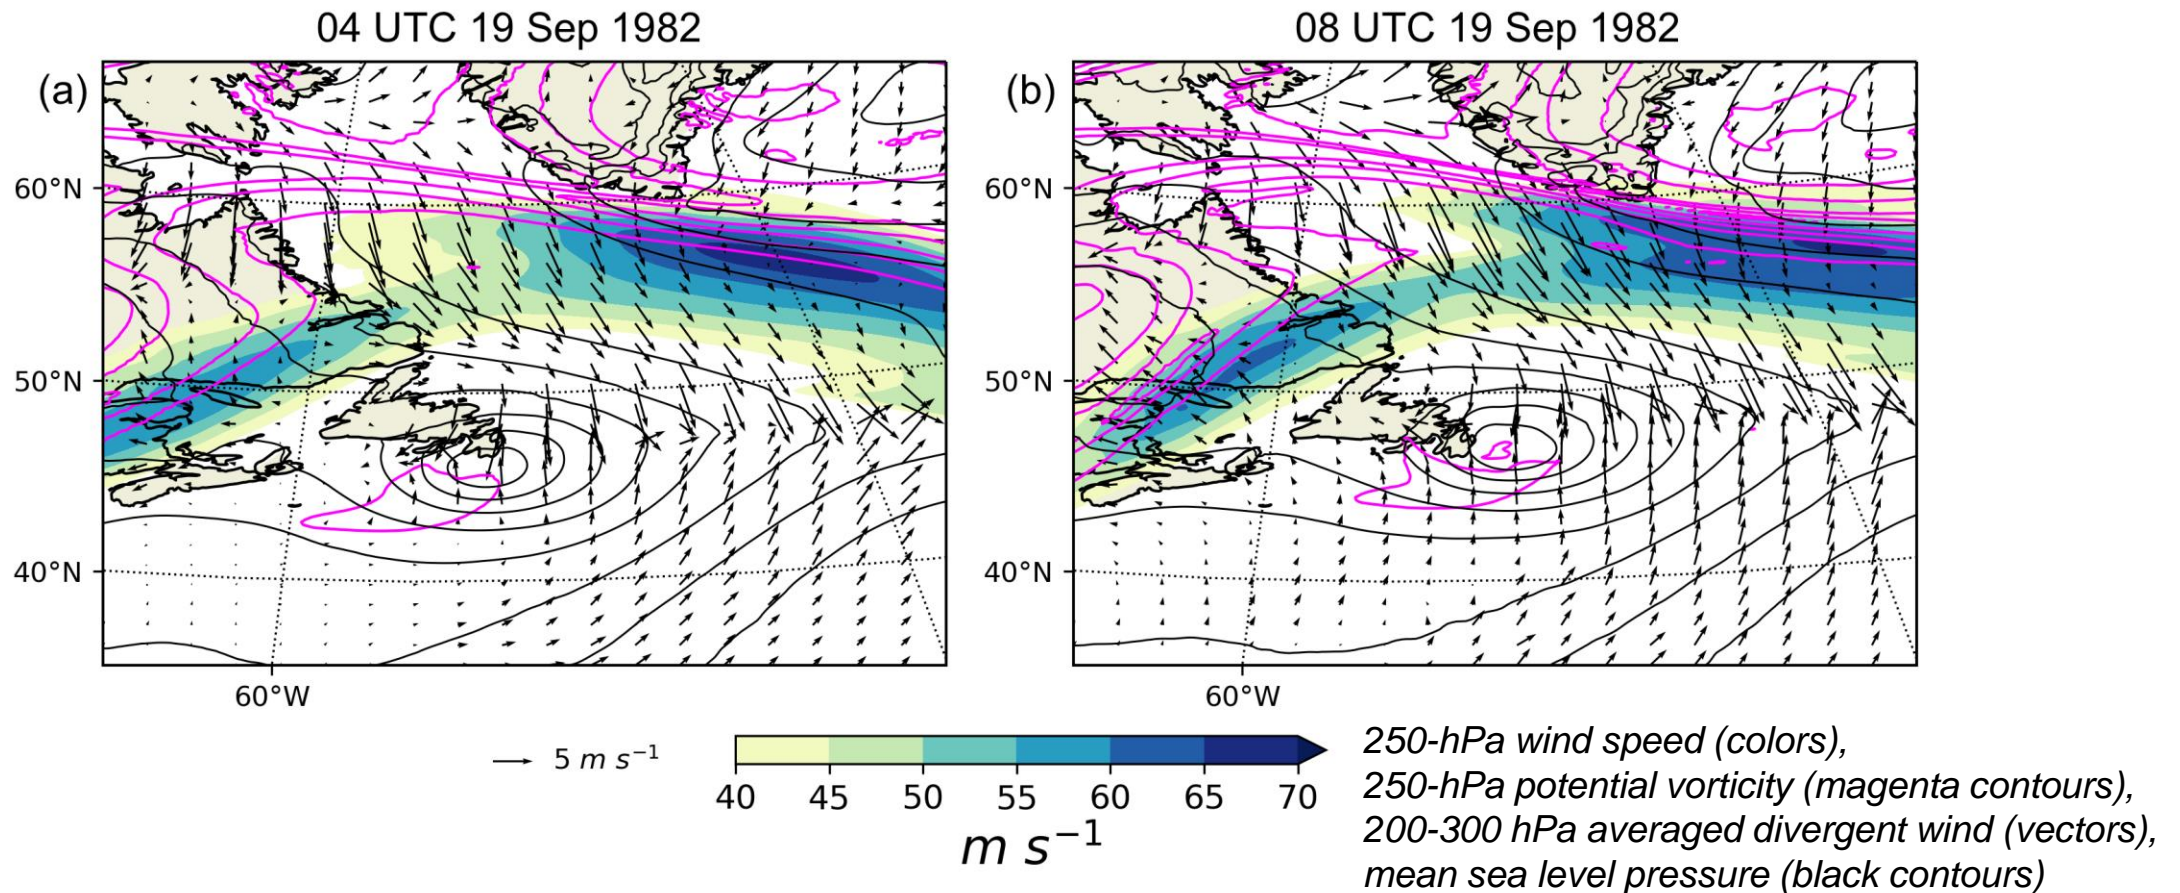 04 UTC 19 Sep 1982
08 UTC 19 Sep 1982
(a)
(b)
60°N
50°N
40°N
60°W
60°N
50°N
40°N
60°W
5 m s⁻¹
40 45 50 55 60 65 70
m s⁻¹
250-hPa wind speed (colors),
250-hPa potential vorticity (magenta contours),
200-300 hPa averaged divergent wind (vectors),
mean sea level pressure (black contours)